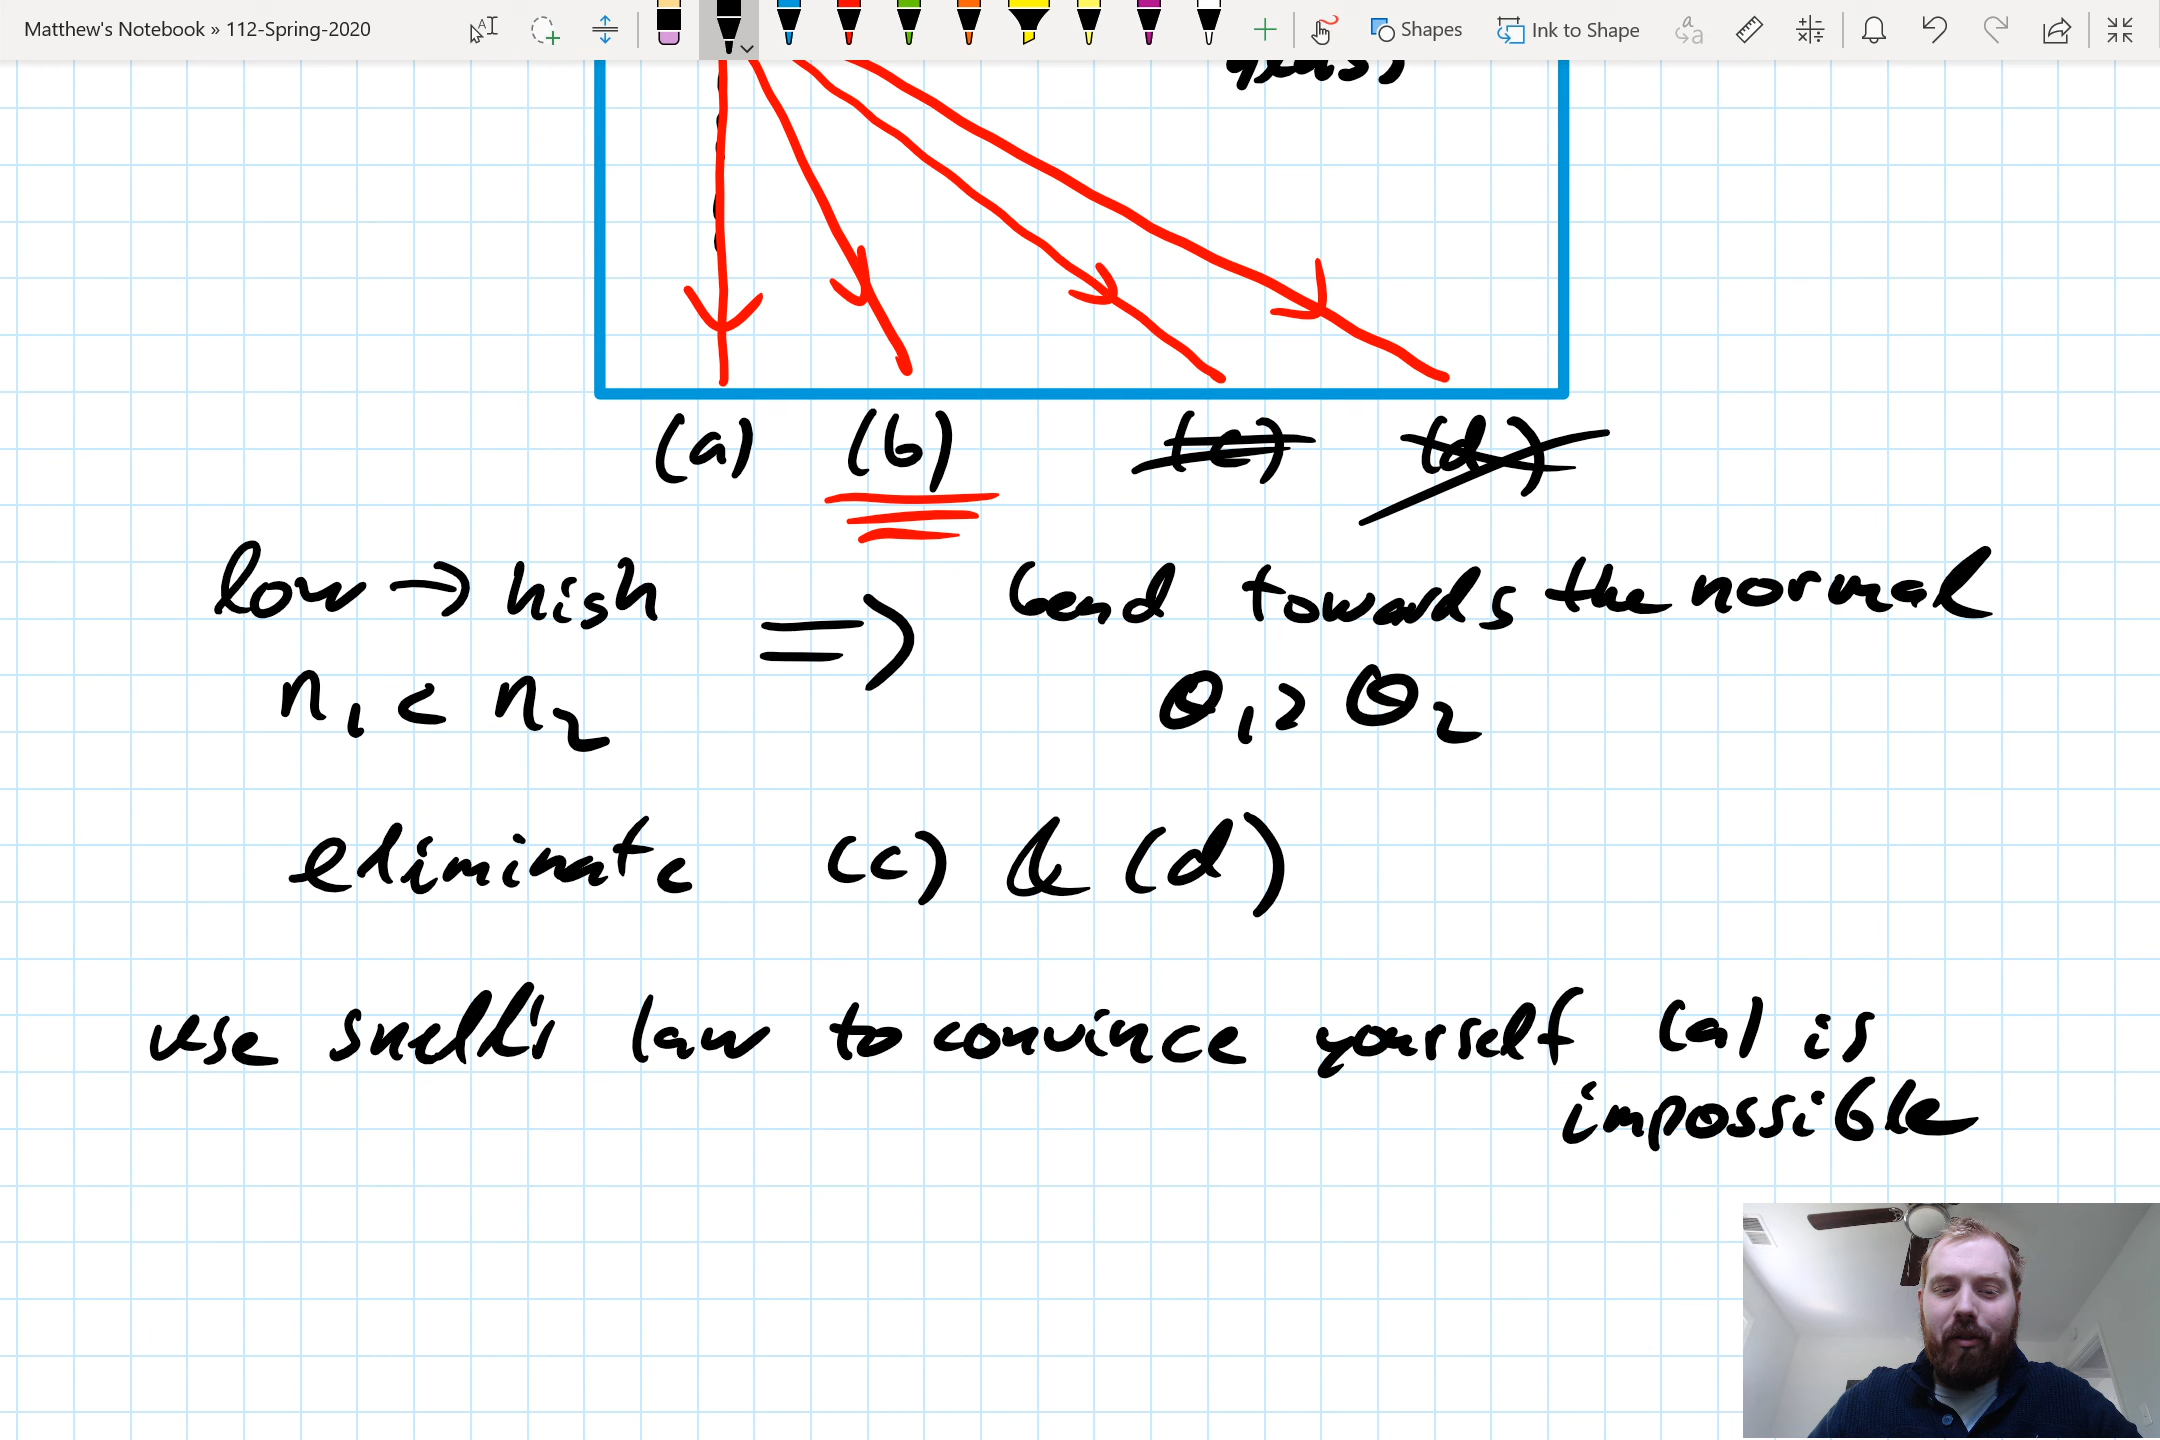 Matthew's Notebook » 112-Spring-2020
Shapes
Ink to Shape
(a) (b) (c) (d)
low → high ⇒ bend towards the normal
n1 < n2 θ1 > θ2
eliminate (c) & (d)
use snell's law to convince yourself (a) is
impossible